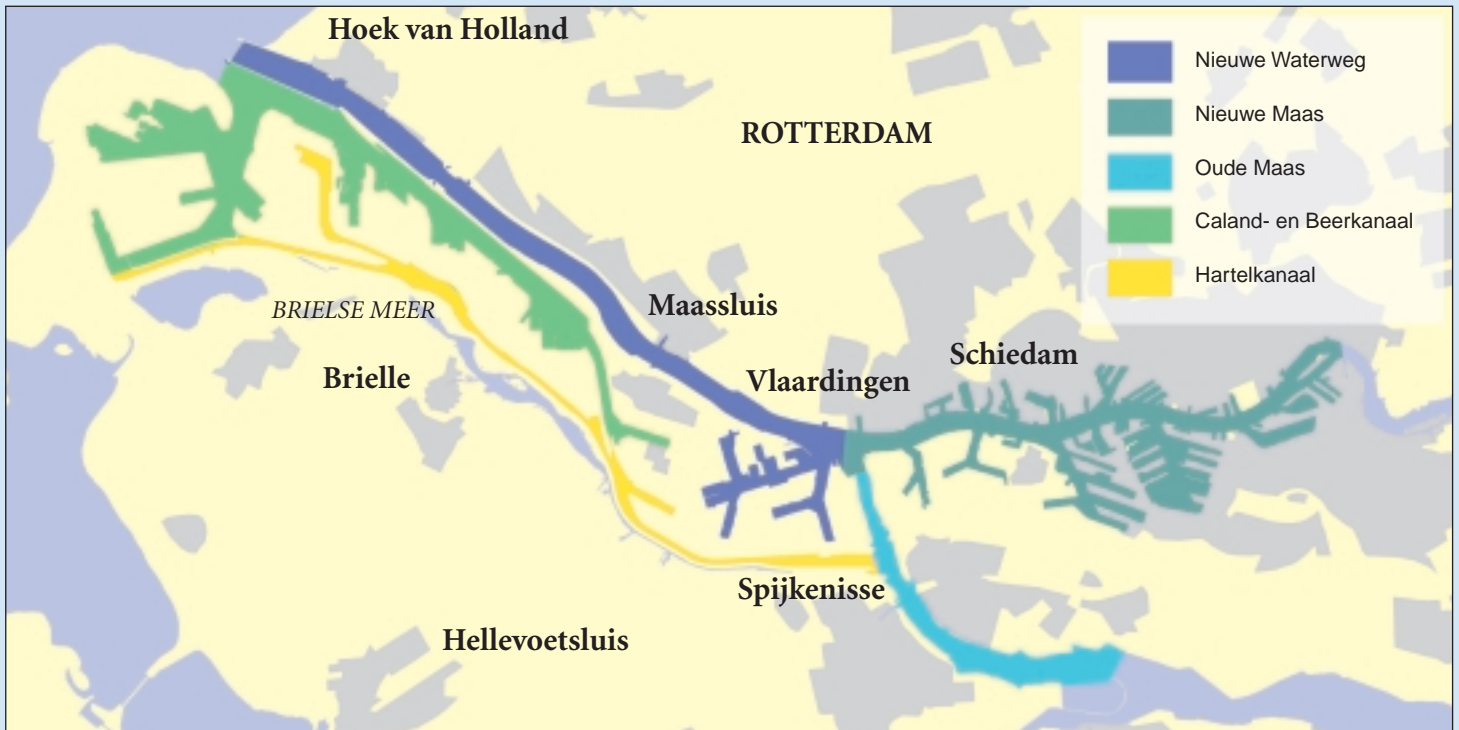 Hoek van Holland
Nieuwe Waterweg
Nieuwe Maas
ROTTERDAM
Oude Maas
Caland- en Beerkanaal
Hartelkanaal
Maassluis
BRIELSE MEER
Schiedam
Brielle
Vlaardingen
Spijkenisse
Hellevoetsluis